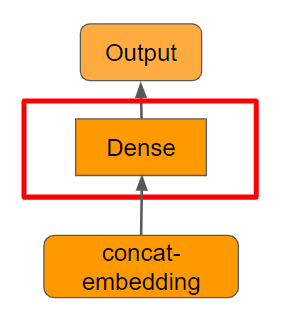 Output
Dense
concat-
embedding